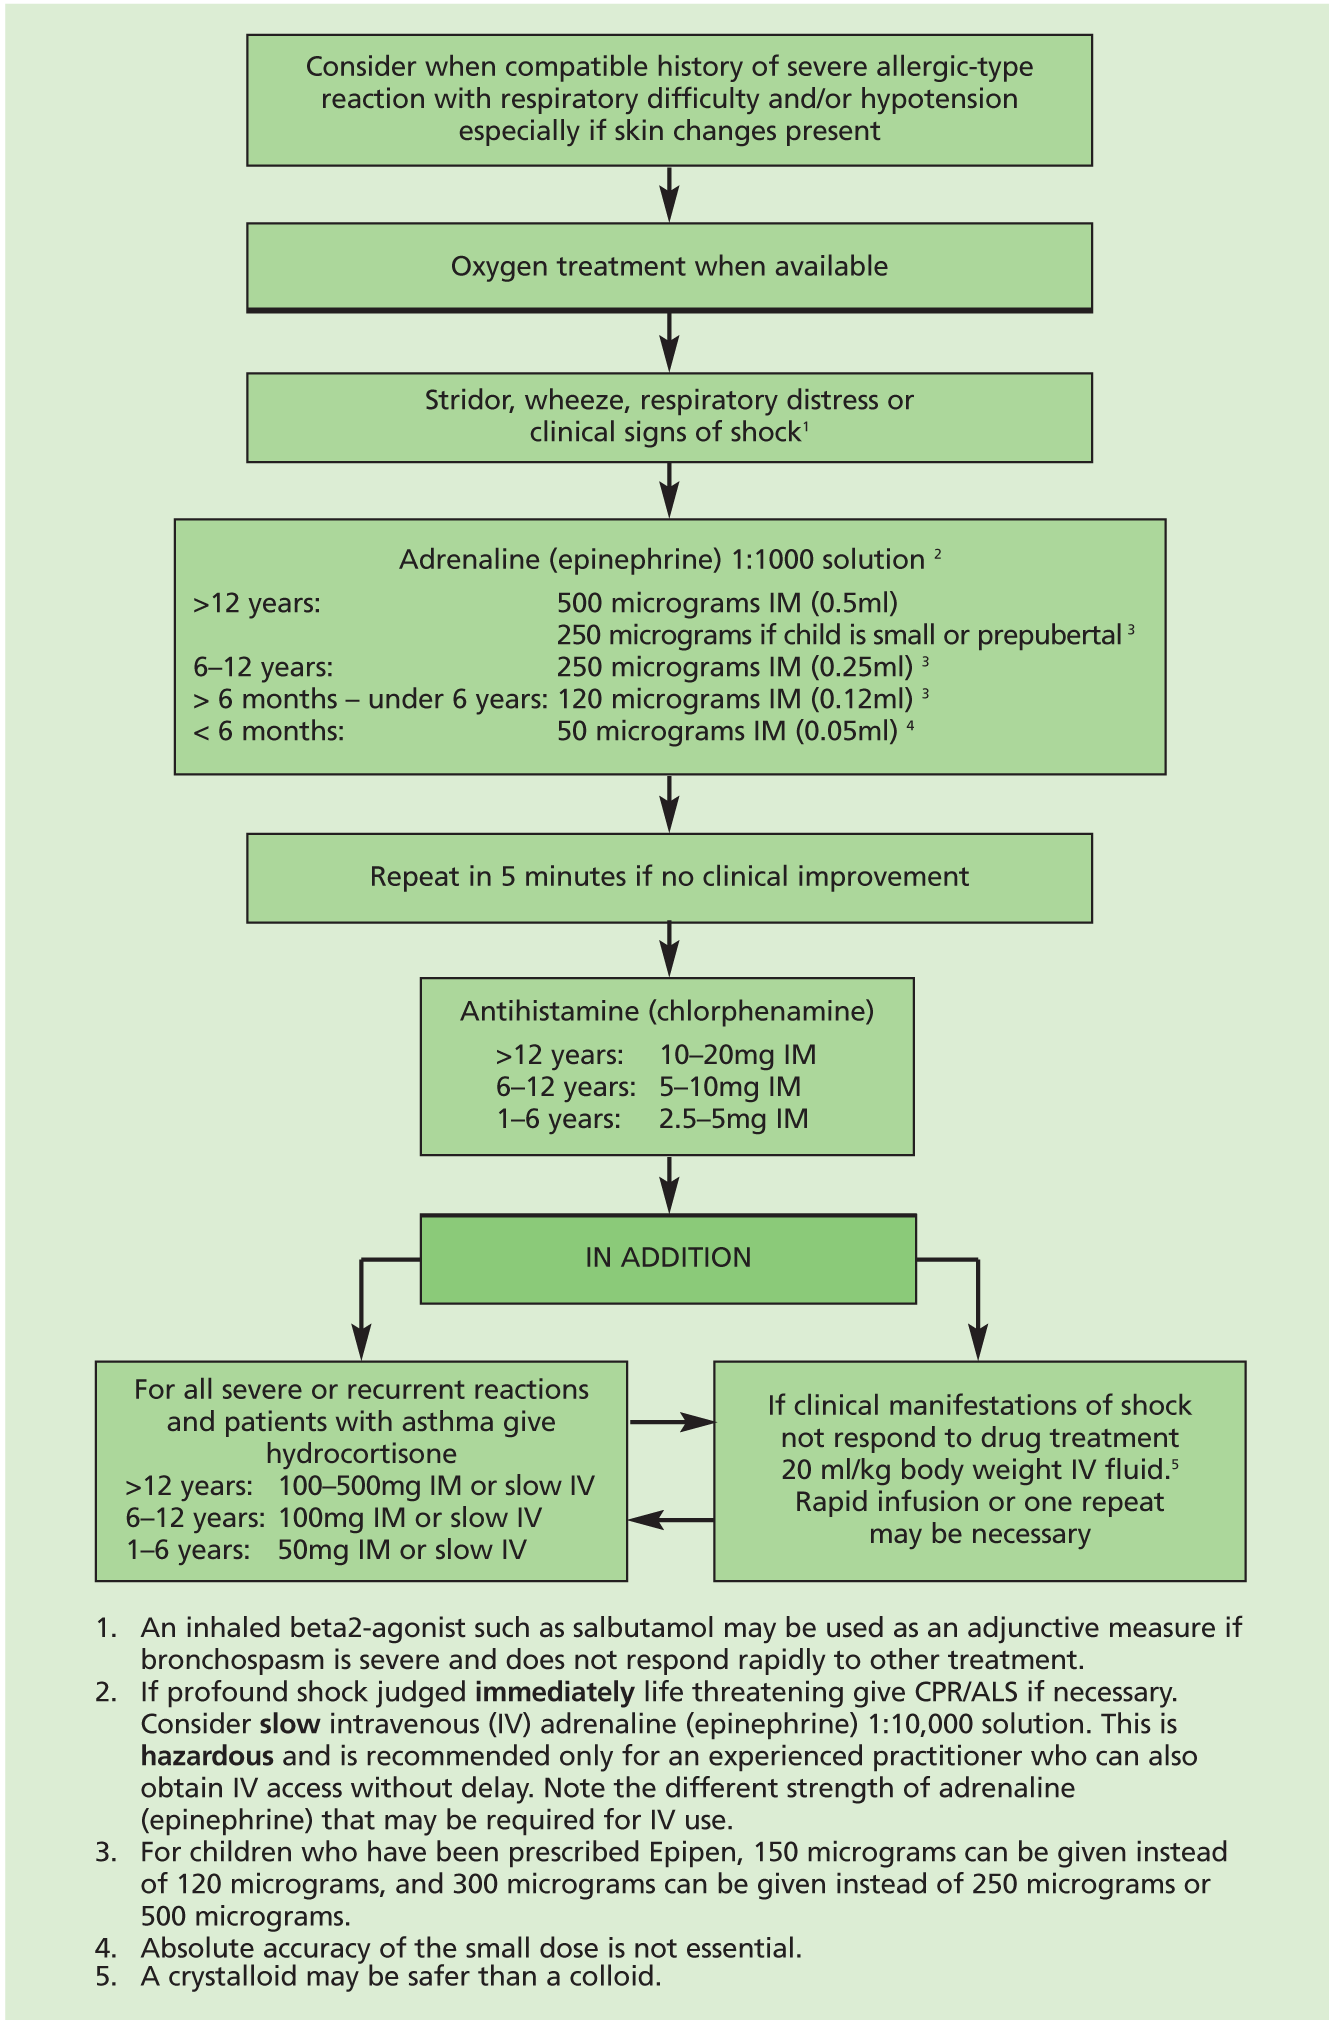 Consider when compatible history of severe allergic-type
reaction with respiratory difficulty and/or hypotension
especially if skin changes present
Oxygen treatment when available
Stridor, wheeze, respiratory distress or
clinical signs of shock¹
Adrenaline (epinephrine) 1:1000 solution ²
>12 years: 500 micrograms IM (0.5ml)
250 micrograms if child is small or prepubertal ³
6–12 years: 250 micrograms IM (0.25ml) ³
> 6 months – under 6 years: 120 micrograms IM (0.12ml) ³
< 6 months: 50 micrograms IM (0.05ml) ⁴
Repeat in 5 minutes if no clinical improvement
Antihistamine (chlorphenamine)
>12 years: 10–20mg IM
6–12 years: 5–10mg IM
1–6 years: 2.5–5mg IM
IN ADDITION
For all severe or recurrent reactions
and patients with asthma give
hydrocortisone
>12 years: 100–500mg IM or slow IV
6–12 years: 100mg IM or slow IV
1–6 years: 50mg IM or slow IV
If clinical manifestations of shock
not respond to drug treatment
20 ml/kg body weight IV fluid.⁵
Rapid infusion or one repeat
may be necessary
1. An inhaled beta2-agonist such as salbutamol may be used as an adjunctive measure if
bronchospasm is severe and does not respond rapidly to other treatment.
2. If profound shock judged immediately life threatening give CPR/ALS if necessary.
Consider slow intravenous (IV) adrenaline (epinephrine) 1:10,000 solution. This is
hazardous and is recommended only for an experienced practitioner who can also
obtain IV access without delay. Note the different strength of adrenaline
(epinephrine) that may be required for IV use.
3. For children who have been prescribed Epipen, 150 micrograms can be given instead
of 120 micrograms, and 300 micrograms can be given instead of 250 micrograms or
500 micrograms.
4. Absolute accuracy of the small dose is not essential.
5. A crystalloid may be safer than a colloid.